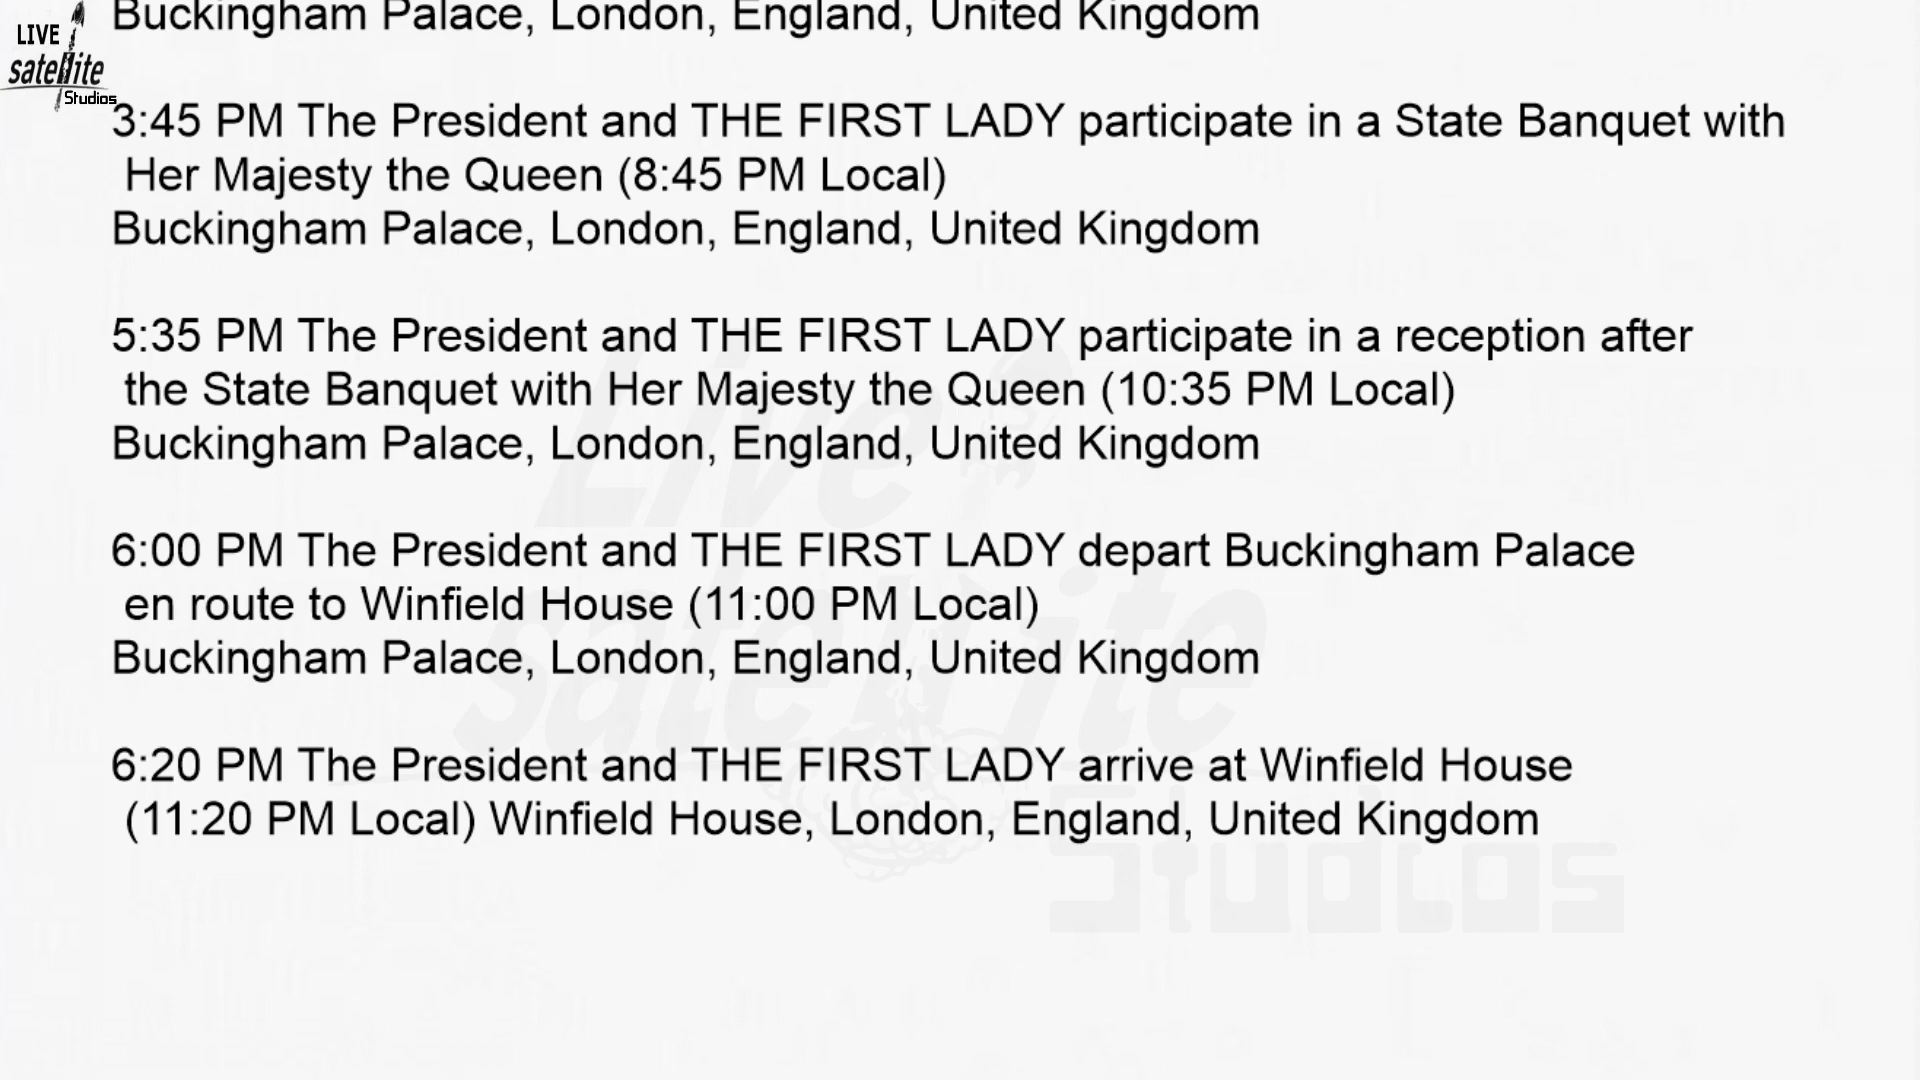 LIVE
satellite
Studios
Buckingham Palace, London, England, United Kingdom
3:45 PM The President and THE FIRST LADY participate in a State Banquet with
Her Majesty the Queen (8:45 PM Local)
Buckingham Palace, London, England, United Kingdom
5:35 PM The President and THE FIRST LADY participate in a reception after
the State Banquet with Her Majesty the Queen (10:35 PM Local)
Buckingham Palace, London, England, United Kingdom
6:00 PM The President and THE FIRST LADY depart Buckingham Palace
en route to Winfield House (11:00 PM Local)
Buckingham Palace, London, England, United Kingdom
6:20 PM The President and THE FIRST LADY arrive at Winfield House
(11:20 PM Local) Winfield House, London, England, United Kingdom
Live
satellite
Studios